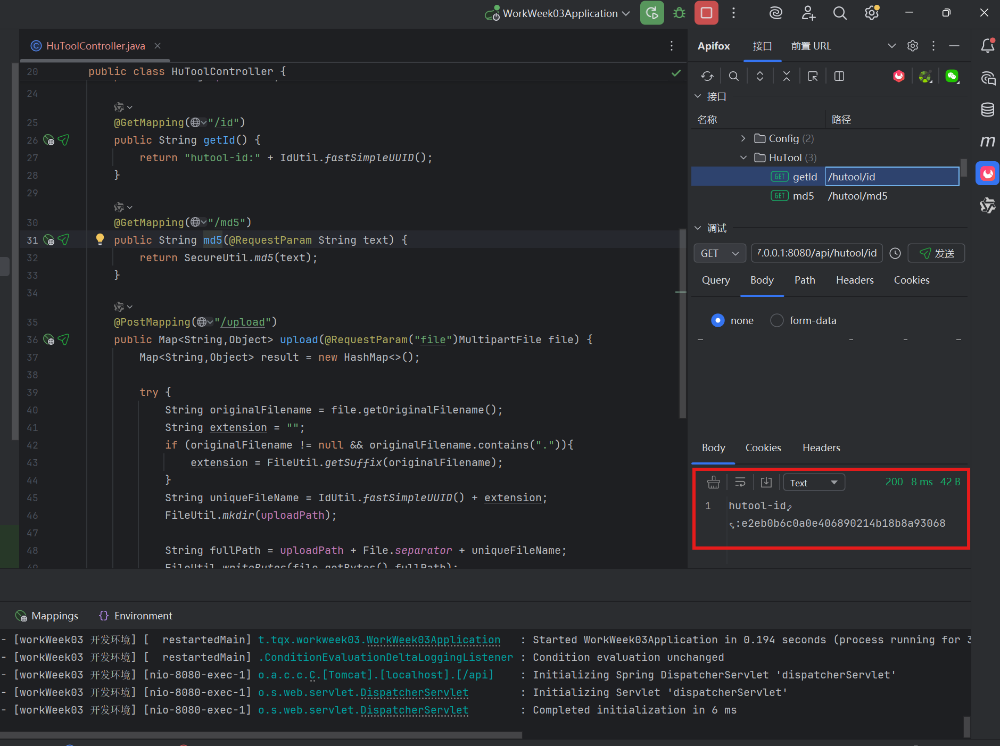 WorkWeek03Application
HuToolController.java
20 public class HuToolController {
24
25 @GetMapping("/id")
26 public String getId() {
27 return "hutool-id:" + IdUtil.fastSimpleUUID();
28 }
29
30 @GetMapping("/md5")
31 public String md5(@RequestParam String text) {
32 return SecureUtil.md5(text);
33 }
34
35 @PostMapping("/upload")
36 public Map<String,Object> upload(@RequestParam("file")MultipartFile file) {
37 Map<String,Object> result = new HashMap<>();
38
39 try {
40 String originalFilename = file.getOriginalFilename();
41 String extension = "";
42 if (originalFilename != null && originalFilename.contains(".")){
43 extension = FileUtil.getSuffix(originalFilename);
44 }
45 String uniqueFileName = IdUtil.fastSimpleUUID() + extension;
46 FileUtil.mkdir(uploadPath);
47
48 String fullPath = uploadPath + File.separator + uniqueFileName;
49 FileUtil.writeBytes(file.getBytes(),fullPath);
Apifox 接口 前置 URL
接口
名称 路径
Config (2)
HuTool (3)
GET getId /hutool/id
GET md5 /hutool/md5
调试
GET 7.0.0.1:8080/api/hutool/id 发送
Query Body Path Headers Cookies
none form-data
Body Cookies Headers
Text 200 8 ms 42 B
1 hutool-id
:e2eb0b6c0a0e406890214b18b8a93068
Mappings Environment
- [workWeek03 开发环境] [  restartedMain] t.tqx.workweek03.WorkWeek03Application : Started WorkWeek03Application in 0.194 seconds (process running for 3
- [workWeek03 开发环境] [  restartedMain] .ConditionEvaluationDeltaLoggingListener : Condition evaluation unchanged
- [workWeek03 开发环境] [nio-8080-exec-1] o.a.c.c.C.[Tomcat].[localhost].[/api] : Initializing Spring DispatcherServlet 'dispatcherServlet'
- [workWeek03 开发环境] [nio-8080-exec-1] o.s.web.servlet.DispatcherServlet : Initializing Servlet 'dispatcherServlet'
- [workWeek03 开发环境] [nio-8080-exec-1] o.s.web.servlet.DispatcherServlet : Completed initialization in 6 ms